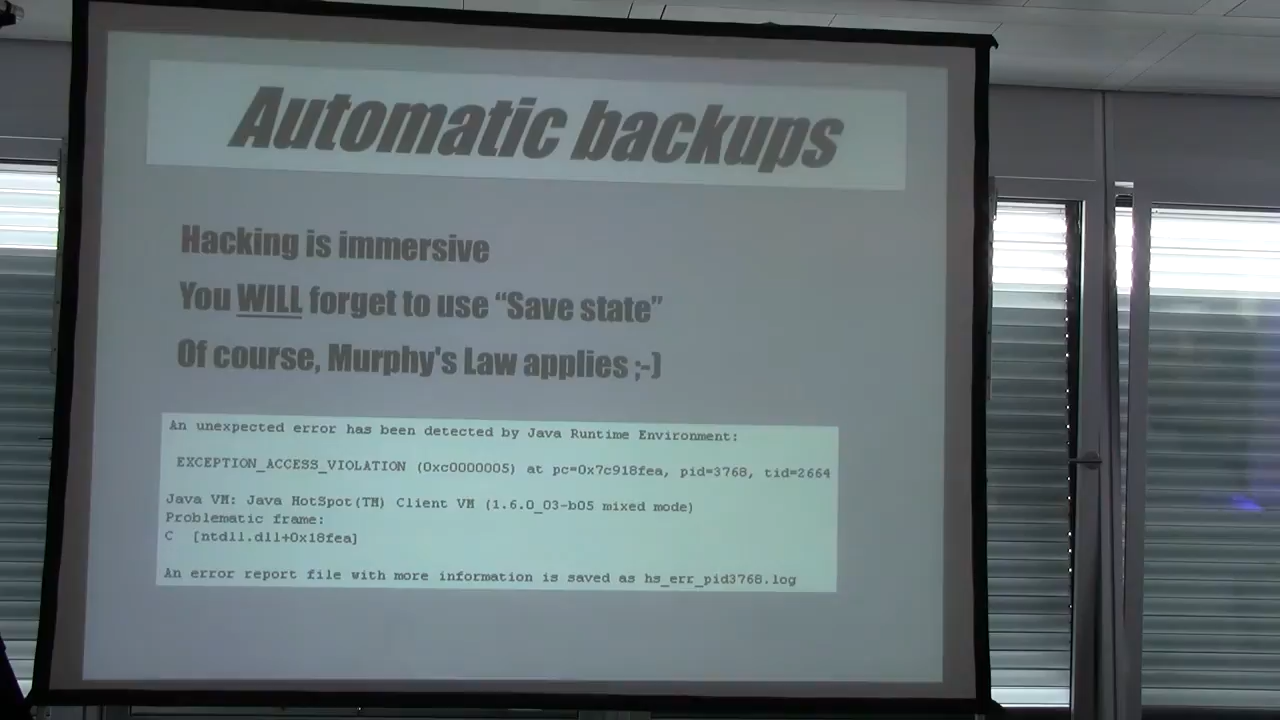 Automatic backups
Hacking is immersive
You WILL forget to use “Save state”
Of course, Murphy's Law applies ;-)
An unexpected error has been detected by Java Runtime Environment:
EXCEPTION_ACCESS_VIOLATION (0xc0000005) at pc=0x7c918fea, pid=3768, tid=2664
Java VM: Java HotSpot(TM) Client VM (1.6.0_03-b05 mixed mode)
Problematic frame:
C [ntdll.dll+0x18fea]
An error report file with more information is saved as hs_err_pid3768.log